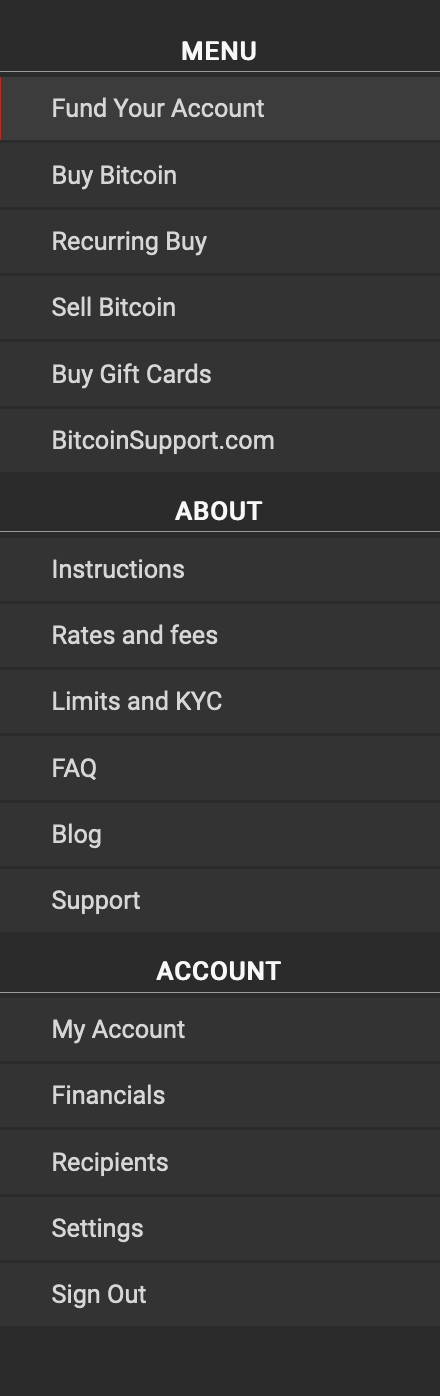 MENU
Fund Your Account
Buy Bitcoin
Recurring Buy
Sell Bitcoin
Buy Gift Cards
BitcoinSupport.com
ABOUT
Instructions
Rates and fees
Limits and KYC
FAQ
Blog
Support
ACCOUNT
My Account
Financials
Recipients
Settings
Sign Out